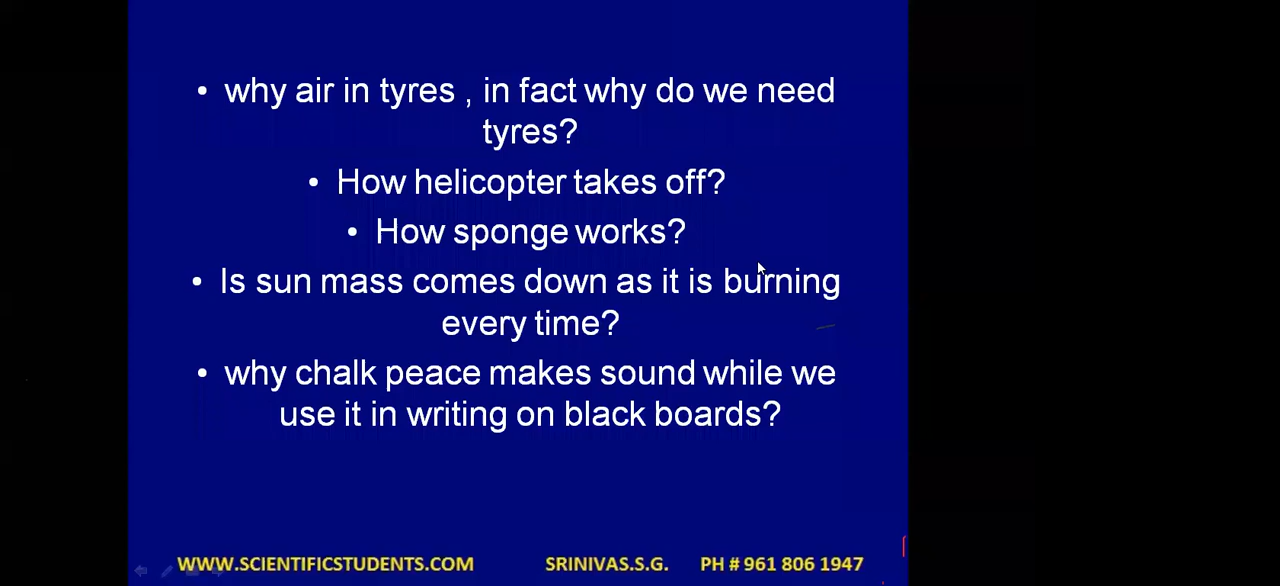 • why air in tyres , in fact why do we need
tyres?
• How helicopter takes off?
• How sponge works?
• Is sun mass comes down as it is burning
every time?
• why chalk peace makes sound while we
use it in writing on black boards?
WWW.SCIENTIFICSTUDENTS.COM SRINIVAS.S.G. PH # 961 806 1947